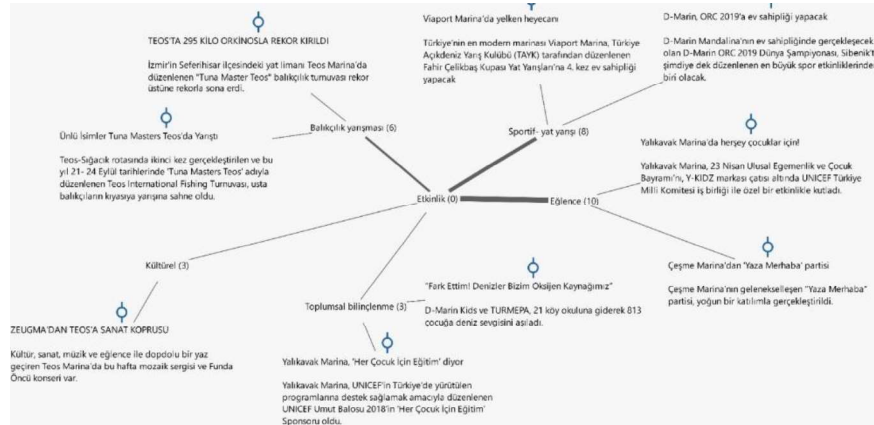 TEOS'TA 295 KİLO ORKİNOSLA REKOR KIRILDI
İzmir'in Seferihisar ilçesindeki yat limanı Teos Marina'da
düzenlenen "Tuna Master Teos" balıkçılık turnuvası rekor
üstüne rekorla sona erdi.
Viaport Marina'da yelken heyecanı
Türkiye'nin en modern marinası Viaport Marina, Türkiye
Açıkdeniz Yarış Kulübü (TAYK) tarafından düzenlenen
Fahir Çelikbaş Kupası Yat Yarışları'na 4. kez ev sahipliği
yapacak
D-Marin, ORC 2019'a ev sahipliği yapacak
D-Marin Mandalina'nın ev sahipliğinde gerçekleşecek
olan D-Marin ORC 2019 Dünya Şampiyonası, Sibenik't
şimdiye dek düzenlenen en büyük spor etkinliklerinde
biri olacak.
Ünlü İsimler Tuna Masters Teos'da Yarıştı
Teos-Sığacık rotasında ikinci kez gerçekleştirilen ve bu
yıl 21- 24 Eylül tarihlerinde 'Tuna Masters Teos' adıyla
düzenlenen Teos International Fishing Turnuvası, usta
balıkçıların kıyasıya yarışına sahne oldu.
Balıkçılık yarışması (6)
Sportif- yat yarışı (8)
Yalıkavak Marina'da herşey çocuklar için!
Yalıkavak Marina, 23 Nisan Ulusal Egemenlik ve Çocuk
Bayramı'nı, Y-KIDZ markası çatısı altında UNICEF Türkiye
Milli Komitesi iş birliği ile özel bir etkinlikle kutladı.
Etkinlik (0)
Eğlence (10)
Kültürel (3)
Toplumsal bilinçlenme (3)
"Fark Ettim! Denizler Bizim Oksijen Kaynağımız"
D-Marin Kids ve TURMEPA, 21 köy okuluna giderek 813
çocuğa deniz sevgisini aşıladı.
Çeşme Marina'dan 'Yaza Merhaba' partisi
Çeşme Marina'nın gelenekselleşen "Yaza Merhaba"
partisi, yoğun bir katılımla gerçekleştirildi.
ZEUGMA'DAN TEOS'A SANAT KOPRUSU
Kültür, sanat, müzik ve eğlence ile dopdolu bir yaz
geçiren Teos Marina'da bu hafta mozaik sergisi ve Funda
Öncü konseri var.
Yalıkavak Marina, 'Her Çocuk İçin Eğitim' diyor
Yalıkavak Marina, UNICEF'in Türkiye'de yürütülen
programlarına destek sağlamak amacıyla düzenlenen
UNICEF Umut Balosu 2018'in 'Her Çocuk İçin Eğitim'
Sponsoru oldu.